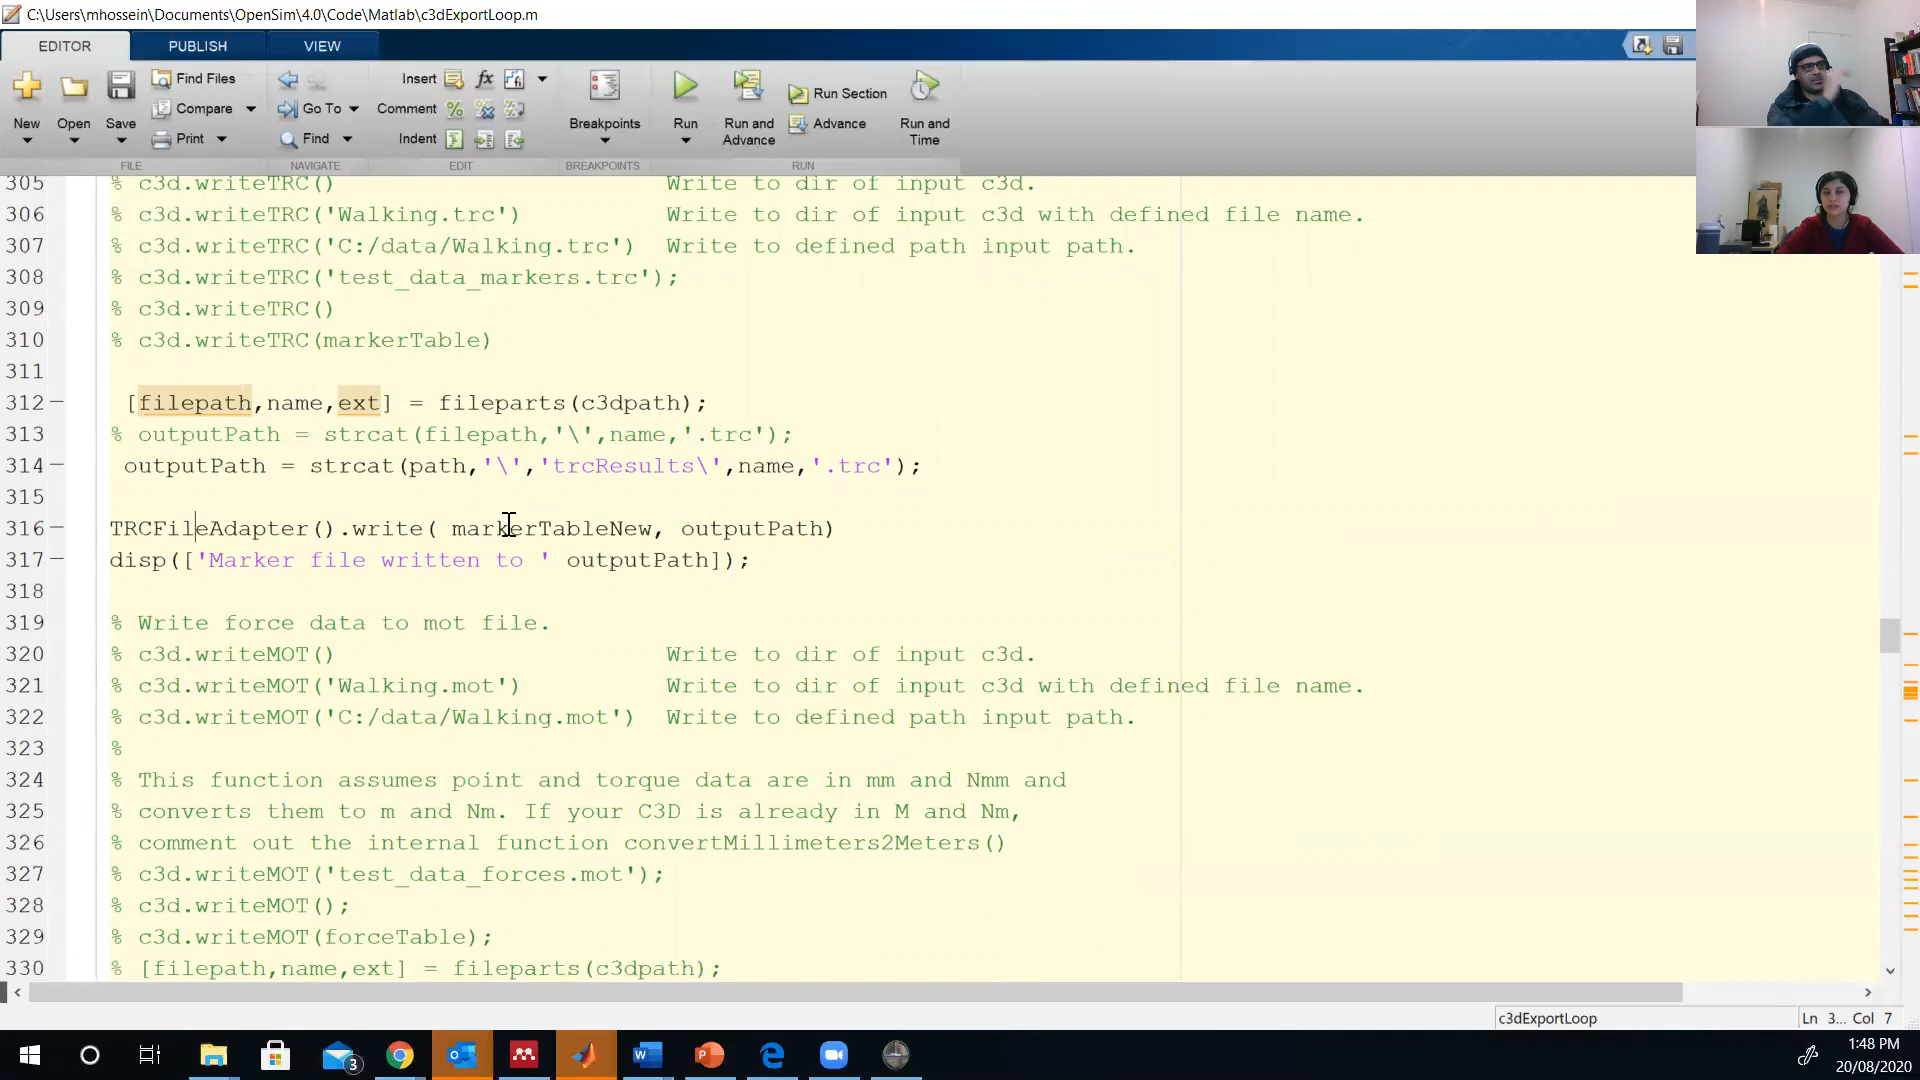 C:\Users\mhossein\Documents\OpenSim\4.0\Code\Matlab\c3dExportLoop.m
EDITOR PUBLISH VIEW
New Open Save Find Files Compare Print
FILE
Go To Find
NAVIGATE
Insert fx
Comment %
Indent
EDIT
Breakpoints
BREAKPOINTS
Run Run and Advance Run Section Advance Run and Time
RUN
305 % c3d.writeTRC() Write to dir of input c3d.
306 % c3d.writeTRC('Walking.trc') Write to dir of input c3d with defined file name.
307 % c3d.writeTRC('C:/data/Walking.trc') Write to defined path input path.
308 % c3d.writeTRC('test_data_markers.trc');
309 % c3d.writeTRC()
310 % c3d.writeTRC(markerTable)
311
312 [filepath,name,ext] = fileparts(c3dpath);
313 % outputPath = strcat(filepath,'\',name,'.trc');
314 outputPath = strcat(path,'\','trcResults\',name,'.trc');
315
316 TRCFileAdapter().write( markerTableNew, outputPath)
317 disp(['Marker file written to ' outputPath]);
318
319 % Write force data to mot file.
320 % c3d.writeMOT() Write to dir of input c3d.
321 % c3d.writeMOT('Walking.mot') Write to dir of input c3d with defined file name.
322 % c3d.writeMOT('C:/data/Walking.mot') Write to defined path input path.
323 %
324 % This function assumes point and torque data are in mm and Nmm and
325 % converts them to m and Nm. If your C3D is already in M and Nm,
326 % comment out the internal function convertMillimeters2Meters()
327 % c3d.writeMOT('test_data_forces.mot');
328 % c3d.writeMOT();
329 % c3d.writeMOT(forceTable);
330 % [filepath,name,ext] = fileparts(c3dpath);
c3dExportLoop Ln 3... Col 7
3
1:48 PM
20/08/2020